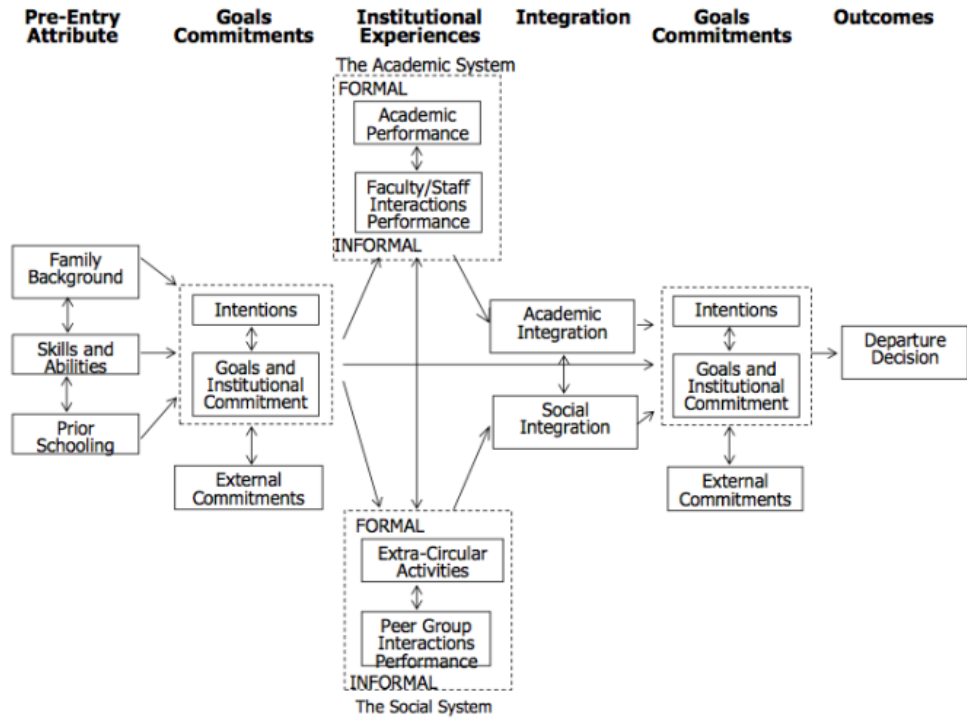 Pre-Entry
Attribute
Goals
Commitments
Institutional
Experiences
Integration
Goals
Commitments
Outcomes
The Academic System
FORMAL
Academic
Performance
Faculty/Staff
Interactions
Performance
INFORMAL
Family
Background
Skills and
Abilities
Prior
Schooling
Intentions
Goals and
Institutional
Commitment
External
Commitments
Academic
Integration
Social
Integration
Intentions
Goals and
Institutional
Commitment
External
Commitments
Departure
Decision
FORMAL
Extra-Circular
Activities
Peer Group
Interactions
Performance
INFORMAL
The Social System